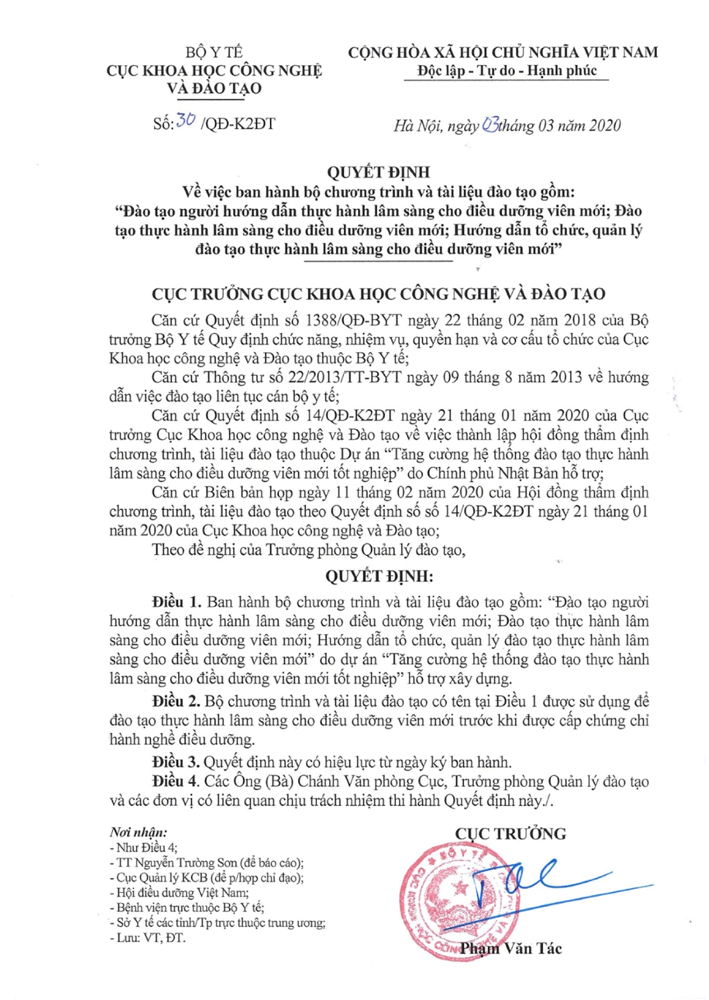 BỘ Y TẾ
CỤC KHOA HỌC CÔNG NGHỆ
VÀ ĐÀO TẠO
CỘNG HÒA XÃ HỘI CHỦ NGHĨA VIỆT NAM
Độc lập - Tự do - Hạnh phúc
Số: 30 /QĐ-K2ĐT
Hà Nội, ngày 03 tháng 03 năm 2020
QUYẾT ĐỊNH
Về việc ban hành bộ chương trình và tài liệu đào tạo gồm:
“Đào tạo người hướng dẫn thực hành lâm sàng cho điều dưỡng viên mới; Đào
tạo thực hành lâm sàng cho điều dưỡng viên mới; Hướng dẫn tổ chức, quản lý
đào tạo thực hành lâm sàng cho điều dưỡng viên mới”
CỤC TRƯỞNG CỤC KHOA HỌC CÔNG NGHỆ VÀ ĐÀO TẠO
Căn cứ Quyết định số 1388/QĐ-BYT ngày 22 tháng 02 năm 2018 của Bộ
trưởng Bộ Y tế Quy định chức năng, nhiệm vụ, quyền hạn và cơ cấu tổ chức của Cục
Khoa học công nghệ và Đào tạo thuộc Bộ Y tế;
Căn cứ Thông tư số 22/2013/TT-BYT ngày 09 tháng 8 năm 2013 về hướng
dẫn việc đào tạo liên tục cán bộ y tế;
Căn cứ Quyết định số 14/QĐ-K2ĐT ngày 21 tháng 01 năm 2020 của Cục
trưởng Cục Khoa học công nghệ và Đào tạo về việc thành lập hội đồng thẩm định
chương trình, tài liệu đào tạo thuộc Dự án “Tăng cường hệ thống đào tạo thực hành
lâm sàng cho điều dưỡng viên mới tốt nghiệp” do Chính phủ Nhật Bản hỗ trợ;
Căn cứ Biên bản họp ngày 11 tháng 02 năm 2020 của Hội đồng thẩm định
chương trình, tài liệu đào tạo theo Quyết định số số 14/QĐ-K2ĐT ngày 21 tháng 01
năm 2020 của Cục Khoa học công nghệ và Đào tạo;
Theo đề nghị của Trưởng phòng Quản lý đào tạo,
QUYẾT ĐỊNH:
Điều 1. Ban hành bộ chương trình và tài liệu đào tạo gồm: “Đào tạo người
hướng dẫn thực hành lâm sàng cho điều dưỡng viên mới; Đào tạo thực hành lâm
sàng cho điều dưỡng viên mới; Hướng dẫn tổ chức, quản lý đào tạo thực hành lâm
sàng cho điều dưỡng viên mới” do dự án “Tăng cường hệ thống đào tạo thực hành
lâm sàng cho điều dưỡng viên mới tốt nghiệp” hỗ trợ xây dựng.
Điều 2. Bộ chương trình và tài liệu đào tạo có tên tại Điều 1 được sử dụng để
đào tạo thực hành lâm sàng cho điều dưỡng viên mới trước khi được cấp chứng chỉ
hành nghề điều dưỡng.
Điều 3. Quyết định này có hiệu lực từ ngày ký ban hành.
Điều 4. Các Ông (Bà) Chánh Văn phòng Cục, Trưởng phòng Quản lý đào tạo
và các đơn vị có liên quan chịu trách nhiệm thi hành Quyết định này./.
Nơi nhận:
- Như Điều 4;
- TT Nguyễn Trường Sơn (để báo cáo);
- Cục Quản lý KCB (để p/hợp chỉ đạo);
- Hội điều dưỡng Việt Nam;
- Bệnh viện trực thuộc Bộ Y tế;
- Sở Y tế các tỉnh/Tp trực thuộc trung ương;
- Lưu: VT, ĐT.
CỤC TRƯỞNG
BỘ Y TẾ
Phạm Văn Tác